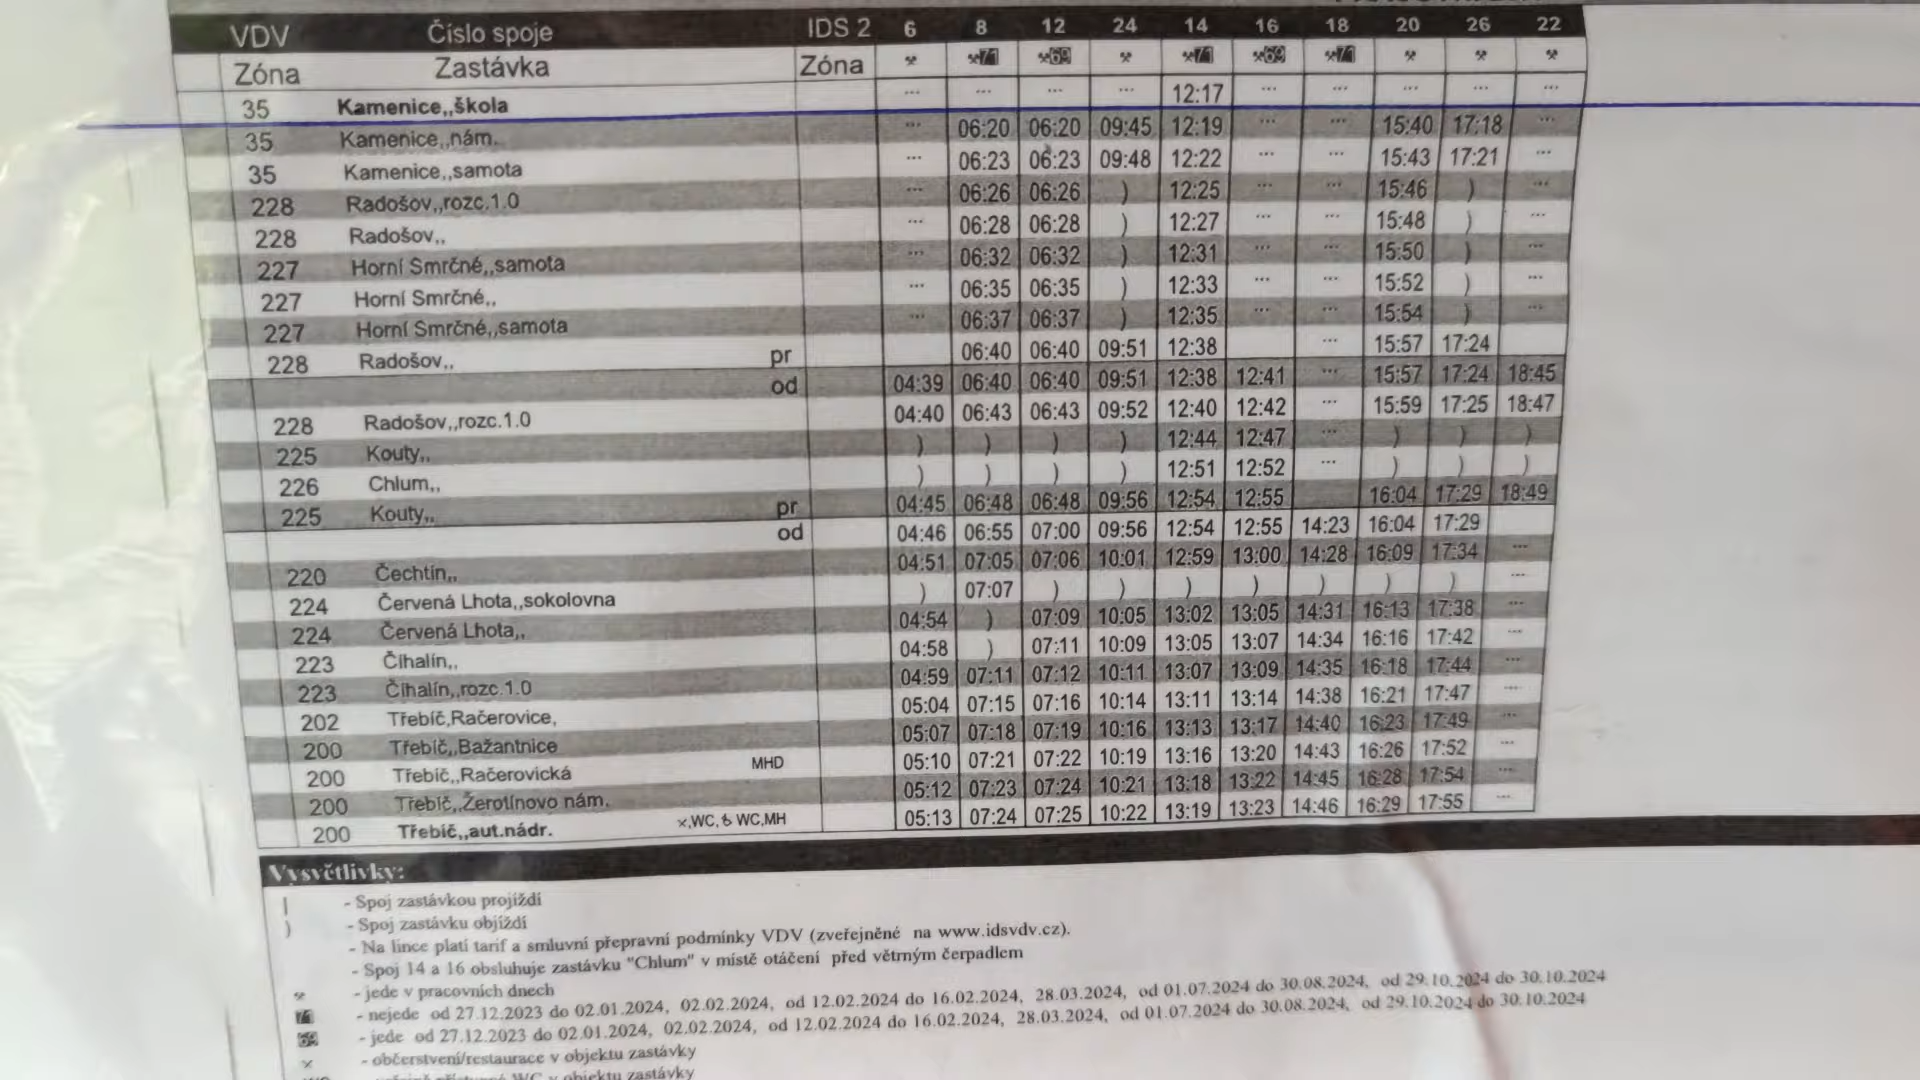 VDV Číslo spoje IDS 2 6 8 12 24 14 16 18 20 26 22
Zóna Zastávka Zóna ⚒ ⚒71 ⚒69 ⚒ ⚒71 ⚒69 ⚒71 ⚒ ⚒ ⚒
35 Kamenice,,škola ... ... ... ... 12:17 ... ... ... ... ...
35 Kamenice,,nám. ... 06:20 06:20 09:45 12:19 ... ... 15:40 17:18 ...
35 Kamenice,,samota ... 06:23 06:23 09:48 12:22 ... ... 15:43 17:21 ...
228 Radošov,,rozc.1.0 ... 06:26 06:26 ) 12:25 ... ... 15:46 ) ...
228 Radošov,, ... 06:28 06:28 ) 12:27 ... ... 15:48 ) ...
227 Horní Smrčné,,samota ... 06:32 06:32 ) 12:31 ... ... 15:50 ) ...
227 Horní Smrčné,, ... 06:35 06:35 ) 12:33 ... ... 15:52 ) ...
227 Horní Smrčné,,samota ... 06:37 06:37 ) 12:35 ... ... 15:54 ) ...
228 Radošov,, pr 06:40 06:40 09:51 12:38 ... 15:57 17:24
od 04:39 06:40 06:40 09:51 12:38 12:41 ... 15:57 17:24 18:45
228 Radošov,,rozc.1.0 04:40 06:43 06:43 09:52 12:40 12:42 ... 15:59 17:25 18:47
225 Kouty,, ) ) ) ) 12:44 12:47 ... ) ) )
226 Chlum,, ) ) ) ) 12:51 12:52 ... ) ) )
225 Kouty,, pr 04:45 06:48 06:48 09:56 12:54 12:55 16:04 17:29 18:49
od 04:46 06:55 07:00 09:56 12:54 12:55 14:23 16:04 17:29
220 Čechtín,, 04:51 07:05 07:06 10:01 12:59 13:00 14:28 16:09 17:34 ...
224 Červená Lhota,,sokolovna ) 07:07 ) ) ) ) ) ) ) ...
224 Červená Lhota,, 04:54 ) 07:09 10:05 13:02 13:05 14:31 16:13 17:38 ...
223 Číhalín,, 04:58 ) 07:11 10:09 13:05 13:07 14:34 16:16 17:42 ...
223 Číhalín,,rozc.1.0 04:59 07:11 07:12 10:11 13:07 13:09 14:35 16:18 17:44 ...
202 Třebíč,Račerovice, 05:04 07:15 07:16 10:14 13:11 13:14 14:38 16:21 17:47 ...
200 Třebíč,,Bažantnice 05:07 07:18 07:19 10:16 13:13 13:17 14:40 16:23 17:49 ...
200 Třebíč,,Račerovická MHD 05:10 07:21 07:22 10:19 13:16 13:20 14:43 16:26 17:52 ...
200 Třebíč,,Žerotínovo nám. 05:12 07:23 07:24 10:21 13:18 13:22 14:45 16:28 17:54 ...
200 Třebíč,,aut.nádr. ✕,WC,♿ WC,MH 05:13 07:24 07:25 10:22 13:19 13:23 14:46 16:29 17:55 ...
Vysvětlivky:
| - Spoj zastávkou projíždí
) - Spoj zastávku objíždí
- Na lince platí tarif a smluvní přepravní podmínky VDV (zveřejněné na www.idsvdv.cz).
- Spoj 14 a 16 obsluhuje zastávku "Chlum" v místě otáčení před větrným čerpadlem
⚒ - jede v pracovních dnech
71 - nejede od 27.12.2023 do 02.01.2024, 02.02.2024, od 12.02.2024 do 16.02.2024, 28.03.2024, od 01.07.2024 do 30.08.2024, od 29.10.2024 do 30.10.2024
69 - jede od 27.12.2023 do 02.01.2024, 02.02.2024, od 12.02.2024 do 16.02.2024, 28.03.2024, od 01.07.2024 do 30.08.2024, od 29.10.2024 do 30.10.2024
✕ - občerstvení/restaurace v objektu zastávky
WC v objektu zastávky